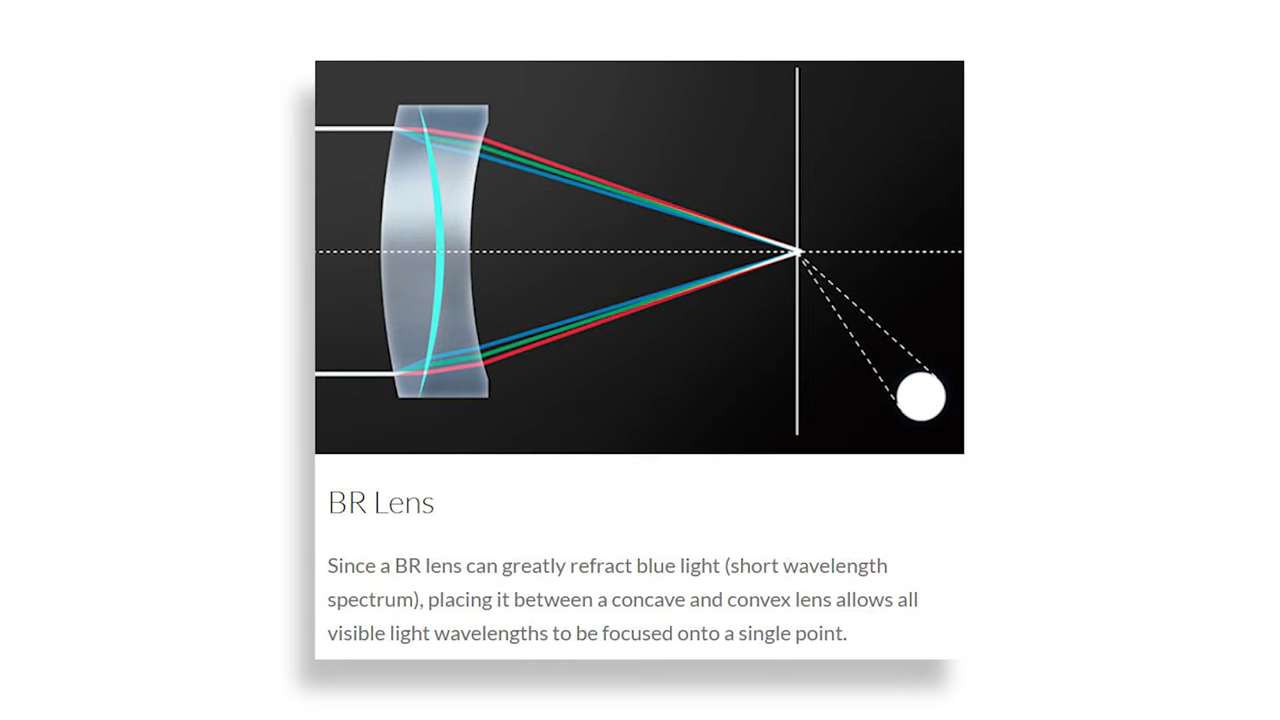 BR Lens
Since a BR lens can greatly refract blue light (short wavelength
spectrum), placing it between a concave and convex lens allows all
visible light wavelengths to be focused onto a single point.